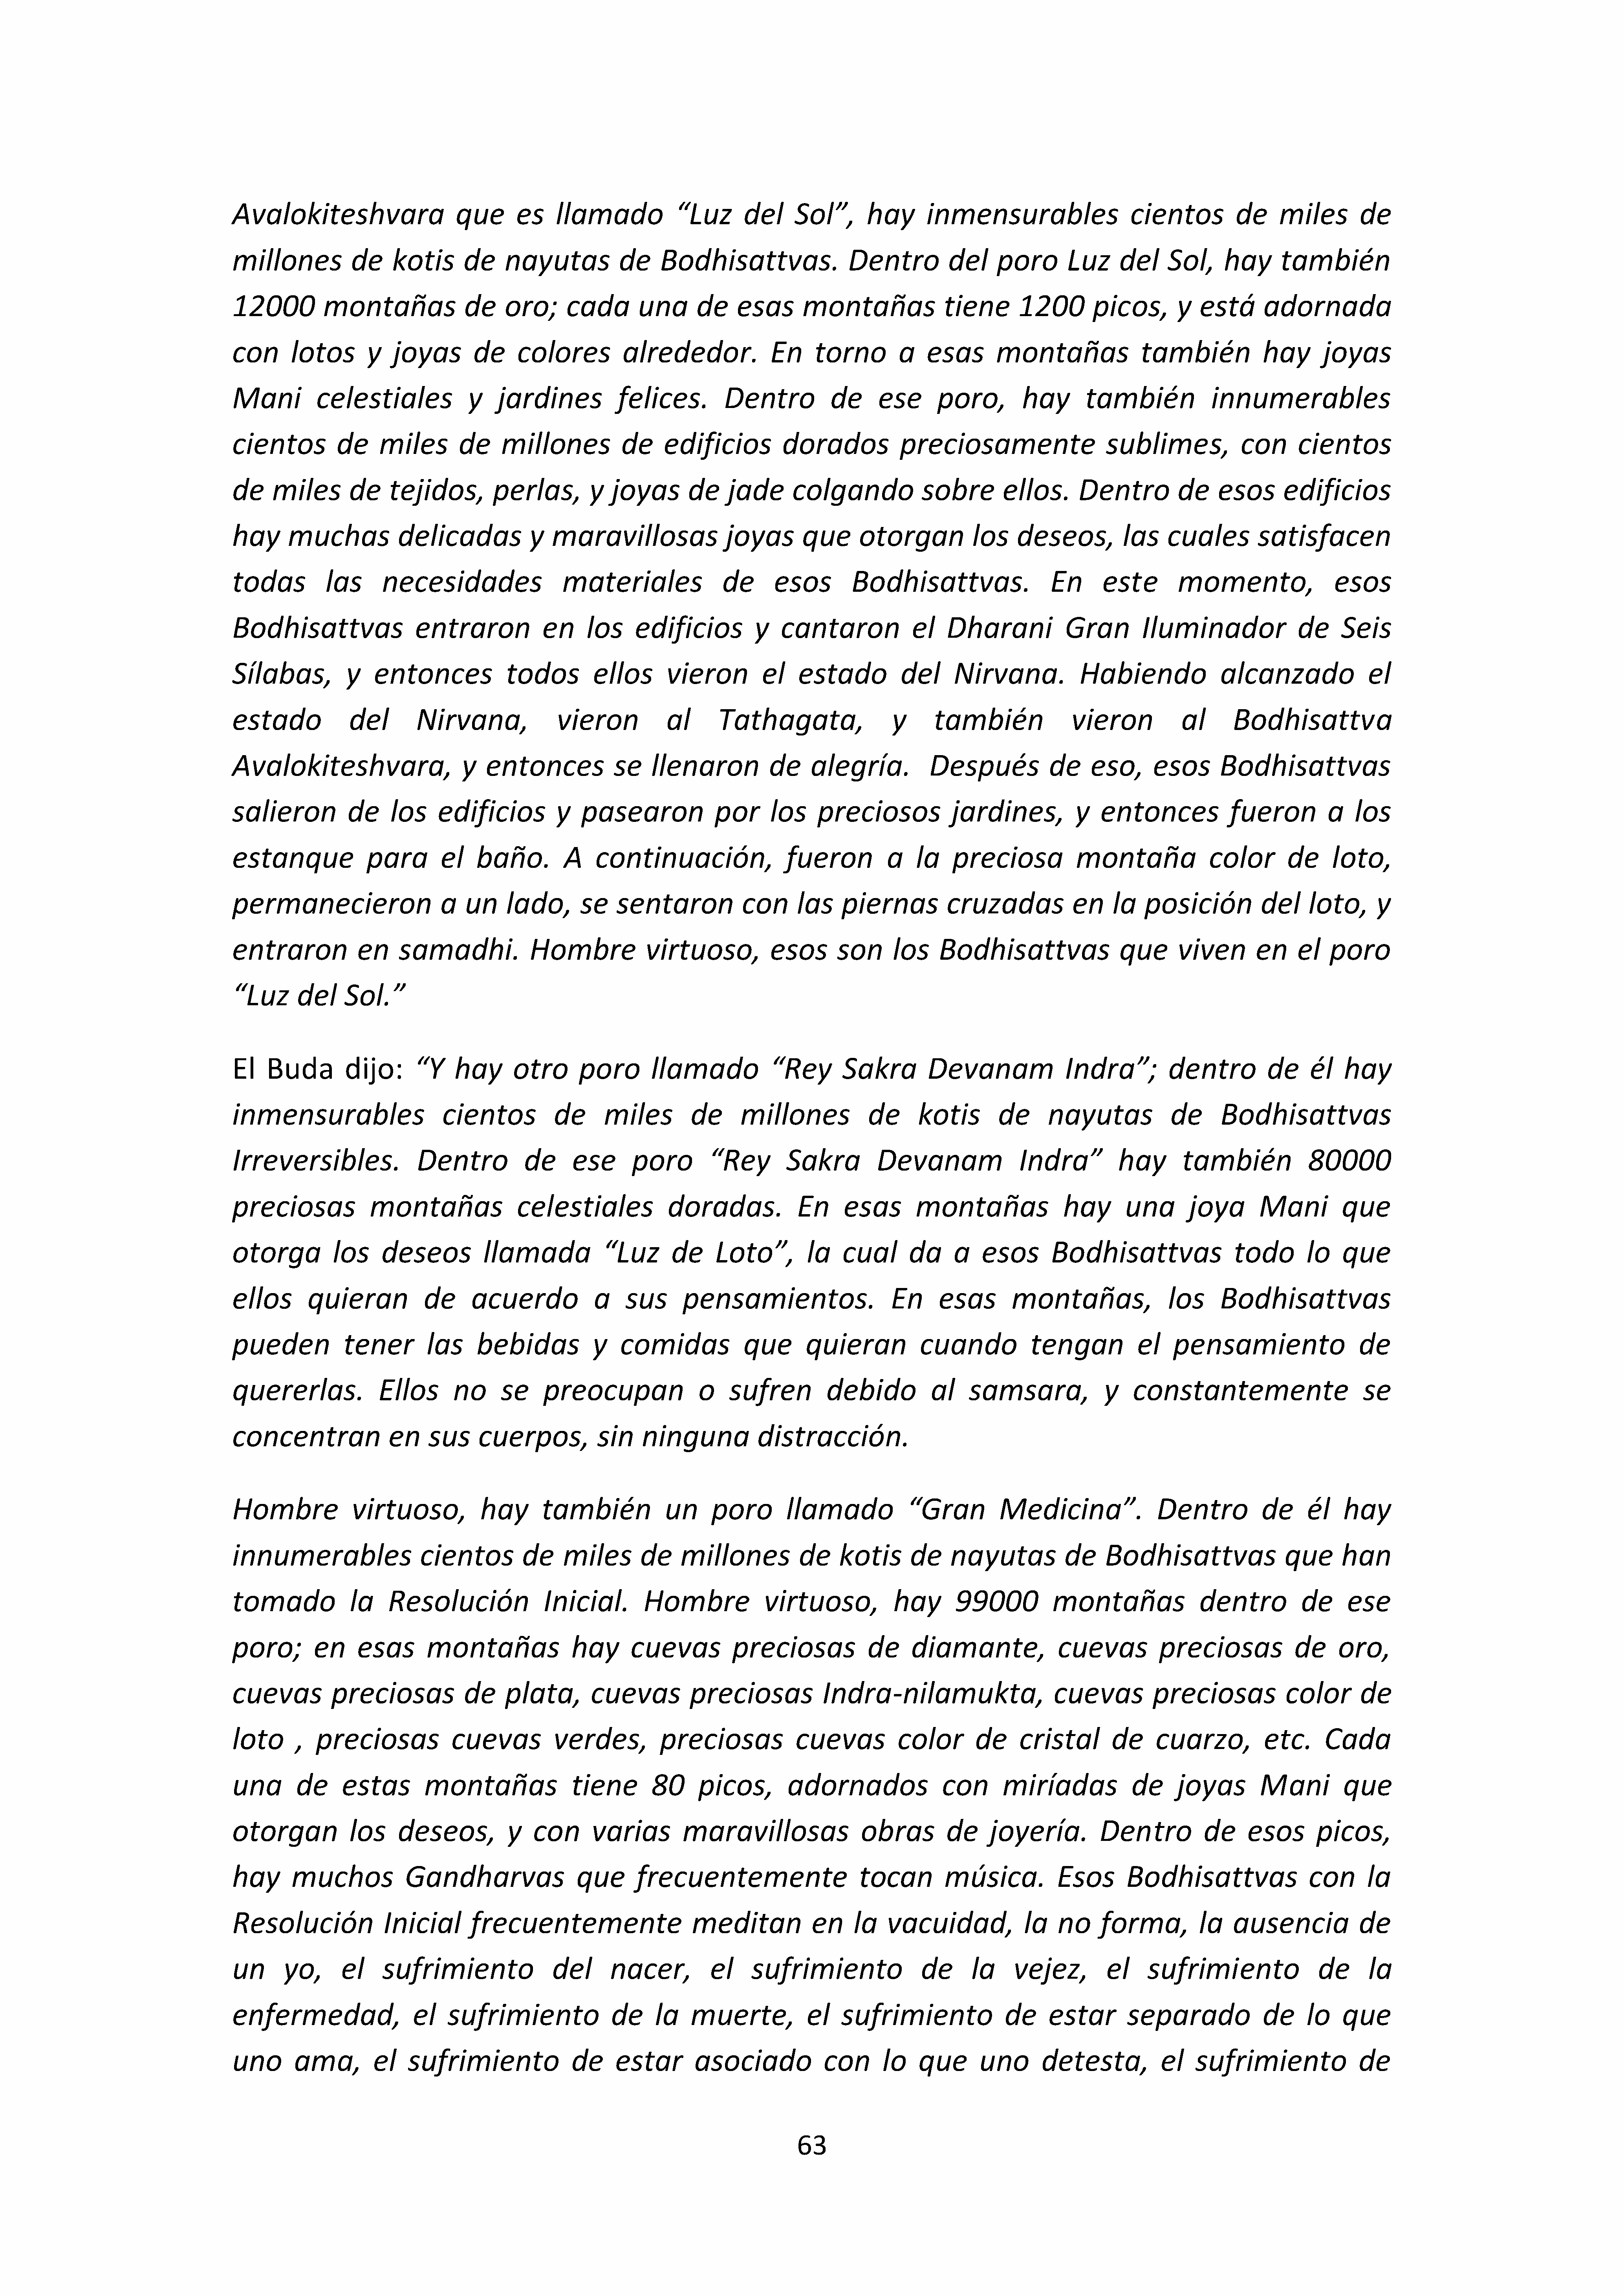 Avalokiteshvara que es llamado “Luz del Sol”, hay inmensurables cientos de miles de
millones de kotis de nayutas de Bodhisattvas. Dentro del poro Luz del Sol, hay también
12000 montañas de oro; cada una de esas montañas tiene 1200 picos, y está adornada
con lotos y joyas de colores alrededor. En torno a esas montañas también hay joyas
Mani celestiales y jardines felices. Dentro de ese poro, hay también innumerables
cientos de miles de millones de edificios dorados preciosamente sublimes, con cientos
de miles de tejidos, perlas, y joyas de jade colgando sobre ellos. Dentro de esos edificios
hay muchas delicadas y maravillosas joyas que otorgan los deseos, las cuales satisfacen
todas las necesidades materiales de esos Bodhisattvas. En este momento, esos
Bodhisattvas entraron en los edificios y cantaron el Dharani Gran Iluminador de Seis
Sílabas, y entonces todos ellos vieron el estado del Nirvana. Habiendo alcanzado el
estado del Nirvana, vieron al Tathagata, y también vieron al Bodhisattva
Avalokiteshvara, y entonces se llenaron de alegría.  Después de eso, esos Bodhisattvas
salieron de los edificios y pasearon por los preciosos jardines, y entonces fueron a los
estanque para el baño. A continuación, fueron a la preciosa montaña color de loto,
permanecieron a un lado, se sentaron con las piernas cruzadas en la posición del loto, y
entraron en samadhi. Hombre virtuoso, esos son los Bodhisattvas que viven en el poro
“Luz del Sol.”
El Buda dijo: “Y hay otro poro llamado “Rey Sakra Devanam Indra”; dentro de él hay
inmensurables cientos de miles de millones de kotis de nayutas de Bodhisattvas
Irreversibles. Dentro de ese poro “Rey Sakra Devanam Indra” hay también 80000
preciosas montañas celestiales doradas. En esas montañas hay una joya Mani que
otorga los deseos llamada “Luz de Loto”, la cual da a esos Bodhisattvas todo lo que
ellos quieran de acuerdo a sus pensamientos. En esas montañas, los Bodhisattvas
pueden tener las bebidas y comidas que quieran cuando tengan el pensamiento de
quererlas. Ellos no se preocupan o sufren debido al samsara, y constantemente se
concentran en sus cuerpos, sin ninguna distracción.
Hombre virtuoso, hay también un poro llamado “Gran Medicina”. Dentro de él hay
innumerables cientos de miles de millones de kotis de nayutas de Bodhisattvas que han
tomado la Resolución Inicial. Hombre virtuoso, hay 99000 montañas dentro de ese
poro; en esas montañas hay cuevas preciosas de diamante, cuevas preciosas de oro,
cuevas preciosas de plata, cuevas preciosas Indra-nilamukta, cuevas preciosas color de
loto , preciosas cuevas verdes, preciosas cuevas color de cristal de cuarzo, etc. Cada
una de estas montañas tiene 80 picos, adornados con miríadas de joyas Mani que
otorgan los deseos, y con varias maravillosas obras de joyería. Dentro de esos picos,
hay muchos Gandharvas que frecuentemente tocan música. Esos Bodhisattvas con la
Resolución Inicial frecuentemente meditan en la vacuidad, la no forma, la ausencia de
un yo, el sufrimiento del nacer, el sufrimiento de la vejez, el sufrimiento de la
enfermedad, el sufrimiento de la muerte, el sufrimiento de estar separado de lo que
uno ama, el sufrimiento de estar asociado con lo que uno detesta, el sufrimiento de
63